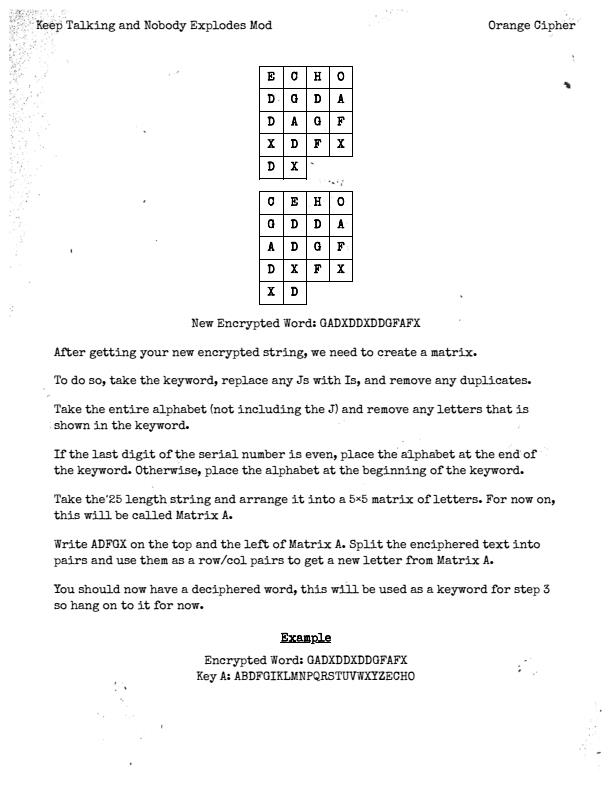 Keep Talking and Nobody Explodes Mod Orange Cipher
E C H O
D G D A
D A G F
X D F X
D X
C E H O
G D D A
A D G F
D X F X
X D
New Encrypted Word: GADXDDXDDGFAFX
After getting your new encrypted string, we need to create a matrix.
To do so, take the keyword, replace any Js with Is, and remove any duplicates.
Take the entire alphabet (not including the J) and remove any letters that is
shown in the keyword.
If the last digit of the serial number is even, place the alphabet at the end of
the keyword. Otherwise, place the alphabet at the beginning of the keyword.
Take the 25 length string and arrange it into a 5×5 matrix of letters. For now on,
this will be called Matrix A.
Write ADFGX on the top and the left of Matrix A. Split the enciphered text into
pairs and use them as a row/col pairs to get a new letter from Matrix A.
You should now have a deciphered word, this will be used as a keyword for step 3
so hang on to it for now.
Example
Encrypted Word: GADXDDXDDGFAFX
Key A: ABDFGIKLMNPQRSTUVWXYZECHO